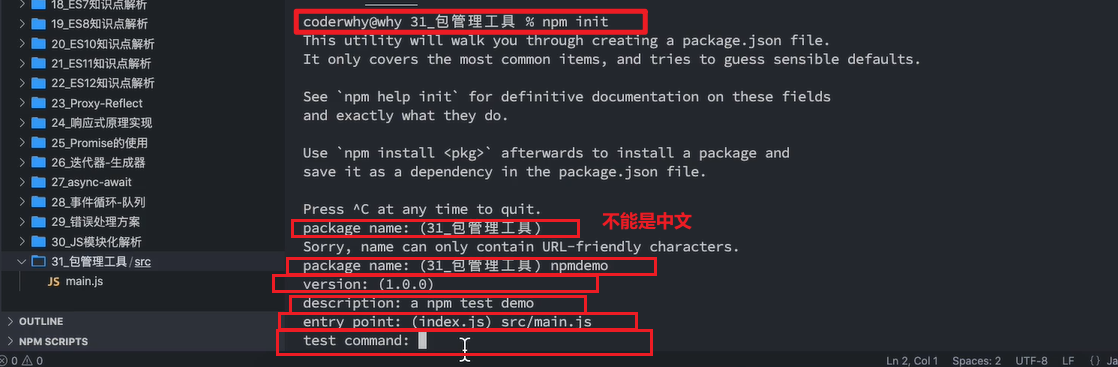 18_ES7知识点解析
19_ES8知识点解析
20_ES10知识点解析
21_ES11知识点解析
22_ES12知识点解析
23_Proxy-Reflect
24_响应式原理实现
25_Promise的使用
26_迭代器-生成器
27_async-await
28_事件循环-队列
29_错误处理方案
30_JS模块化解析
31_包管理工具/src
JS main.js
OUTLINE
NPM SCRIPTS
coderwhy@why 31_包管理工具 % npm init
This utility will walk you through creating a package.json file.
It only covers the most common items, and tries to guess sensible defaults.
See `npm help init` for definitive documentation on these fields
and exactly what they do.
Use `npm install <pkg>` afterwards to install a package and
save it as a dependency in the package.json file.
Press ^C at any time to quit.
package name: (31_包管理工具)
不能是中文
Sorry, name can only contain URL-friendly characters.
package name: (31_包管理工具) npmdemo
version: (1.0.0)
description: a npm test demo
entry point: (index.js) src/main.js
test command:
0 0
Ln 2, Col 1 Spaces: 2 UTF-8 LF {} Ja